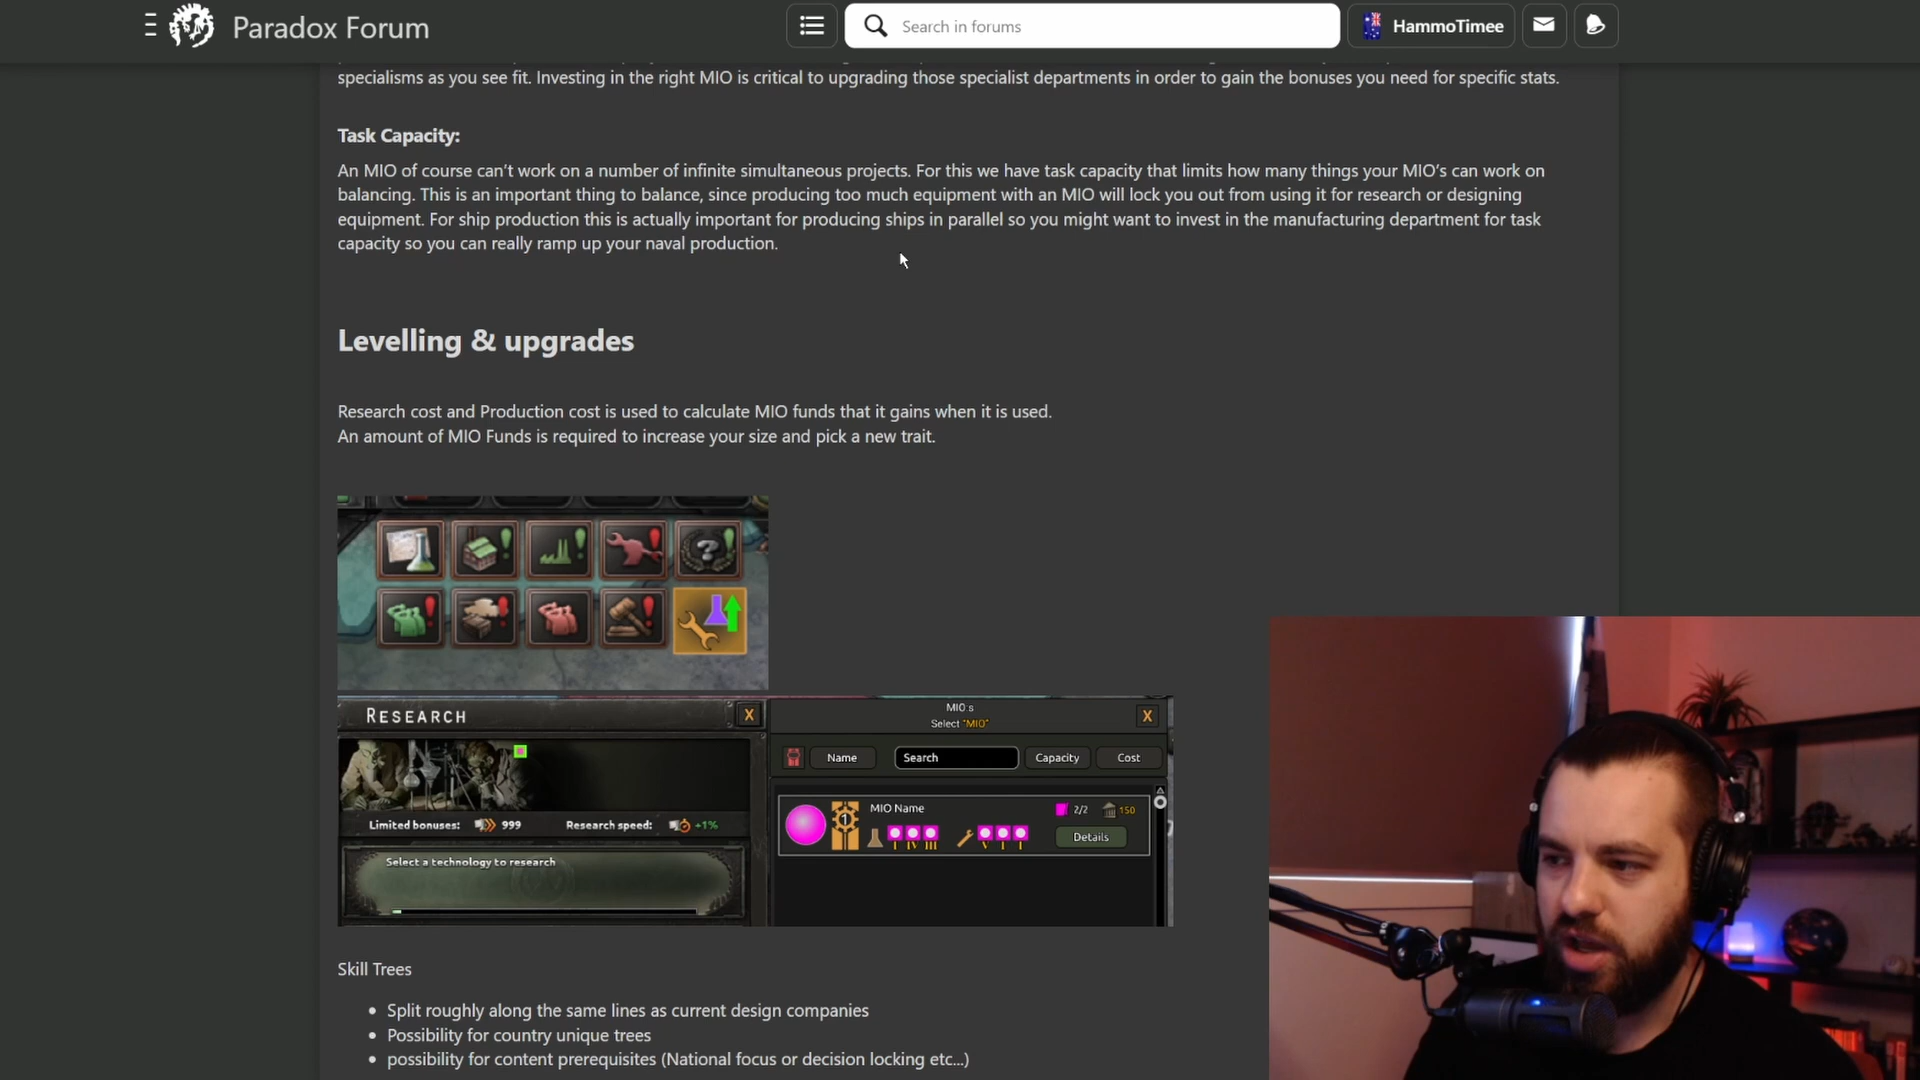 Paradox Forum
Search in forums
HammoTimee
specialisms as you see fit. Investing in the right MIO is critical to upgrading those specialist departments in order to gain the bonuses you need for specific stats.
Task Capacity:
An MIO of course can’t work on a number of infinite simultaneous projects. For this we have task capacity that limits how many things your MIO’s can work on
balancing. This is an important thing to balance, since producing too much equipment with an MIO will lock you out from using it for research or designing
equipment. For ship production this is actually important for producing ships in parallel so you might want to invest in the manufacturing department for task
capacity so you can really ramp up your naval production.
Levelling & upgrades
Research cost and Production cost is used to calculate MIO funds that it gains when it is used.
An amount of MIO Funds is required to increase your size and pick a new trait.
RESEARCH
X
Limited bonuses: 999 Research speed: +1%
Select a technology to research
MIO s
Select "MIO"
X
Name Search Capacity Cost
1 MIO Name 2/2 150
I IV III V I I Details
Skill Trees
• Split roughly along the same lines as current design companies
• Possibility for country unique trees
• possibility for content prerequisites (National focus or decision locking etc...)